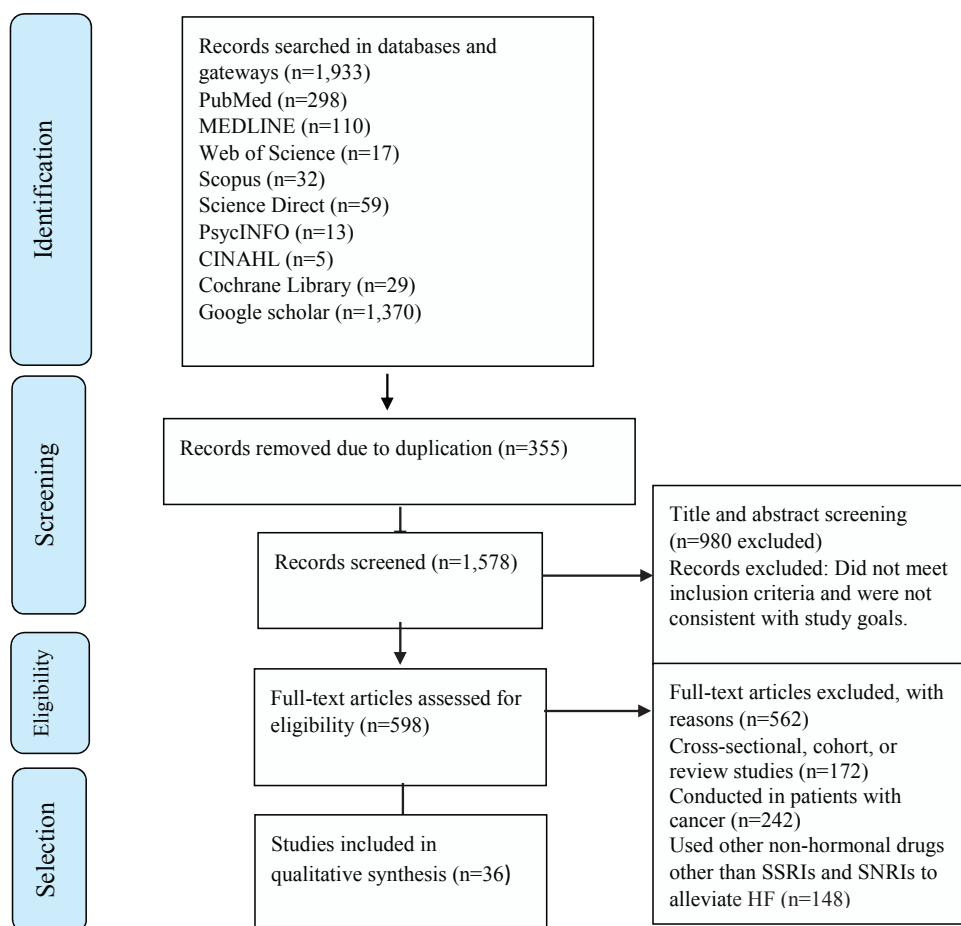 Identification
Records searched in databases and
gateways (n=1,933)
PubMed (n=298)
MEDLINE (n=110)
Web of Science (n=17)
Scopus (n=32)
Science Direct (n=59)
PsycINFO (n=13)
CINAHL (n=5)
Cochrane Library (n=29)
Google scholar (n=1,370)
Screening
Records removed due to duplication (n=355)
Records screened (n=1,578)
Title and abstract screening
(n=980 excluded)
Records excluded: Did not meet
inclusion criteria and were not
consistent with study goals.
Eligibility
Full-text articles assessed for
eligibility (n=598)
Full-text articles excluded, with
reasons (n=562)
Cross-sectional, cohort, or
review studies (n=172)
Conducted in patients with
cancer (n=242)
Used other non-hormonal drugs
other than SSRIs and SNRIs to
alleviate HF (n=148)
Selection
Studies included in
qualitative synthesis (n=36)